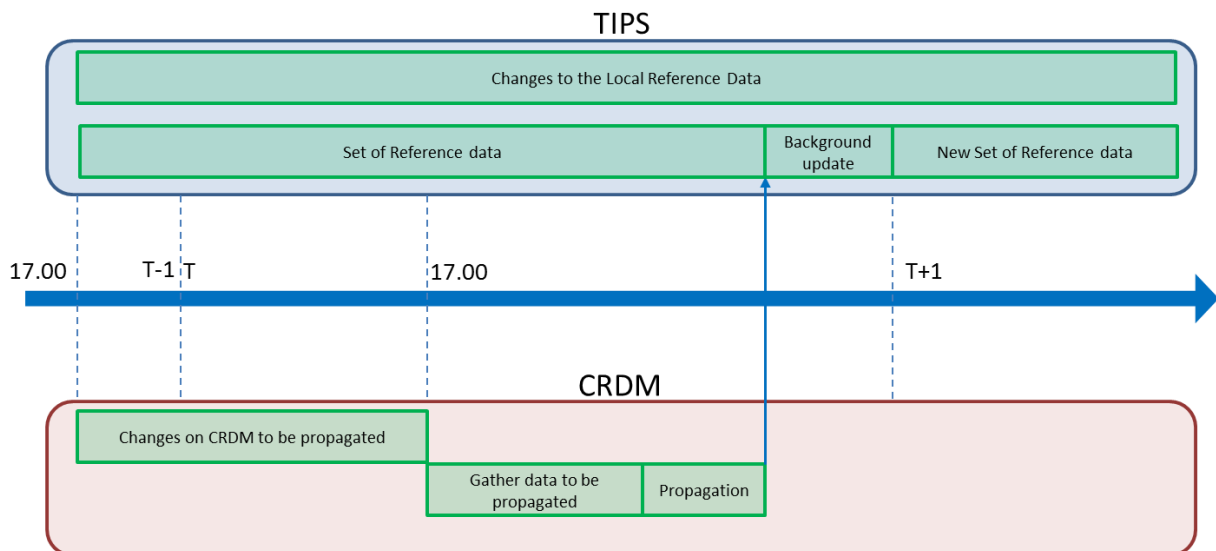 TIPS
Changes to the Local Reference Data
Set of Reference data
Background
update
New Set of Reference data
17.00
T-1
T
17.00
T+1
CRDM
Changes on CRDM to be propagated
Gather data to be
propagated
Propagation